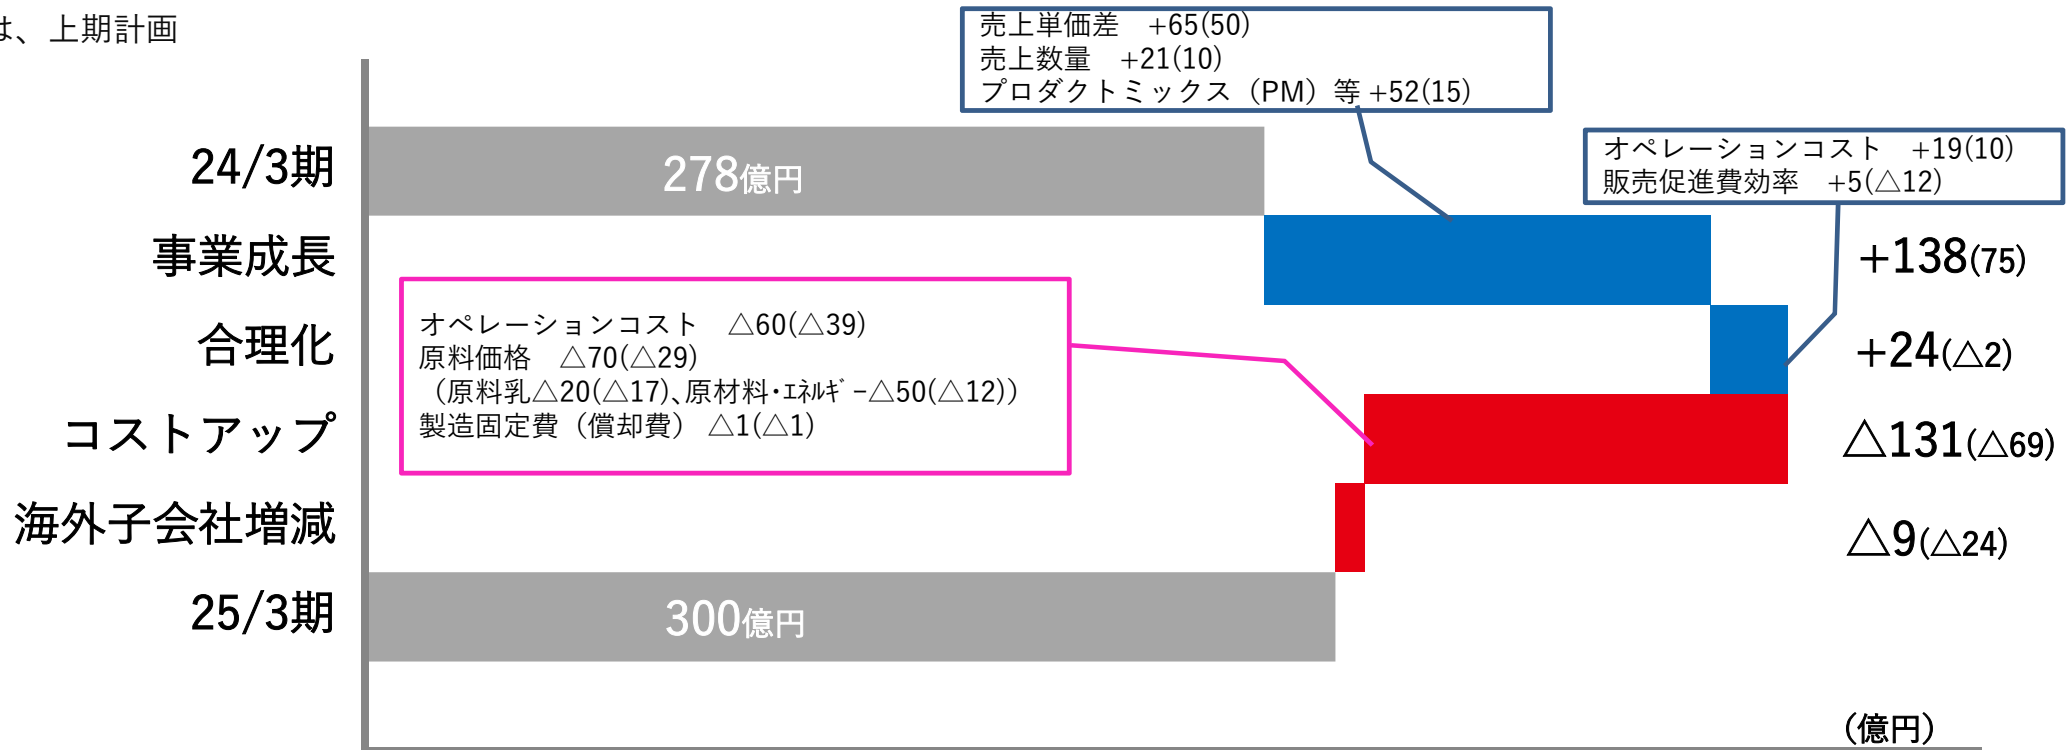 は、上期計画
売上単価差　+65(50)
売上数量　+21(10)
プロダクトミックス（PM）等 +52(15)
24/3期
278億円
オペレーションコスト　+19(10)
販売促進費効率　+5(△12)
事業成長
+138(75)
合理化
+24(△2)
オペレーションコスト　△60(△39)
原料価格　△70(△29)
（原料乳△20(△17)、原材料・ｴﾈﾙｷﾞｰ△50(△12)）
製造固定費（償却費） △1(△1)
コストアップ
△131(△69)
海外子会社増減
△9(△24)
25/3期
300億円
(億円)